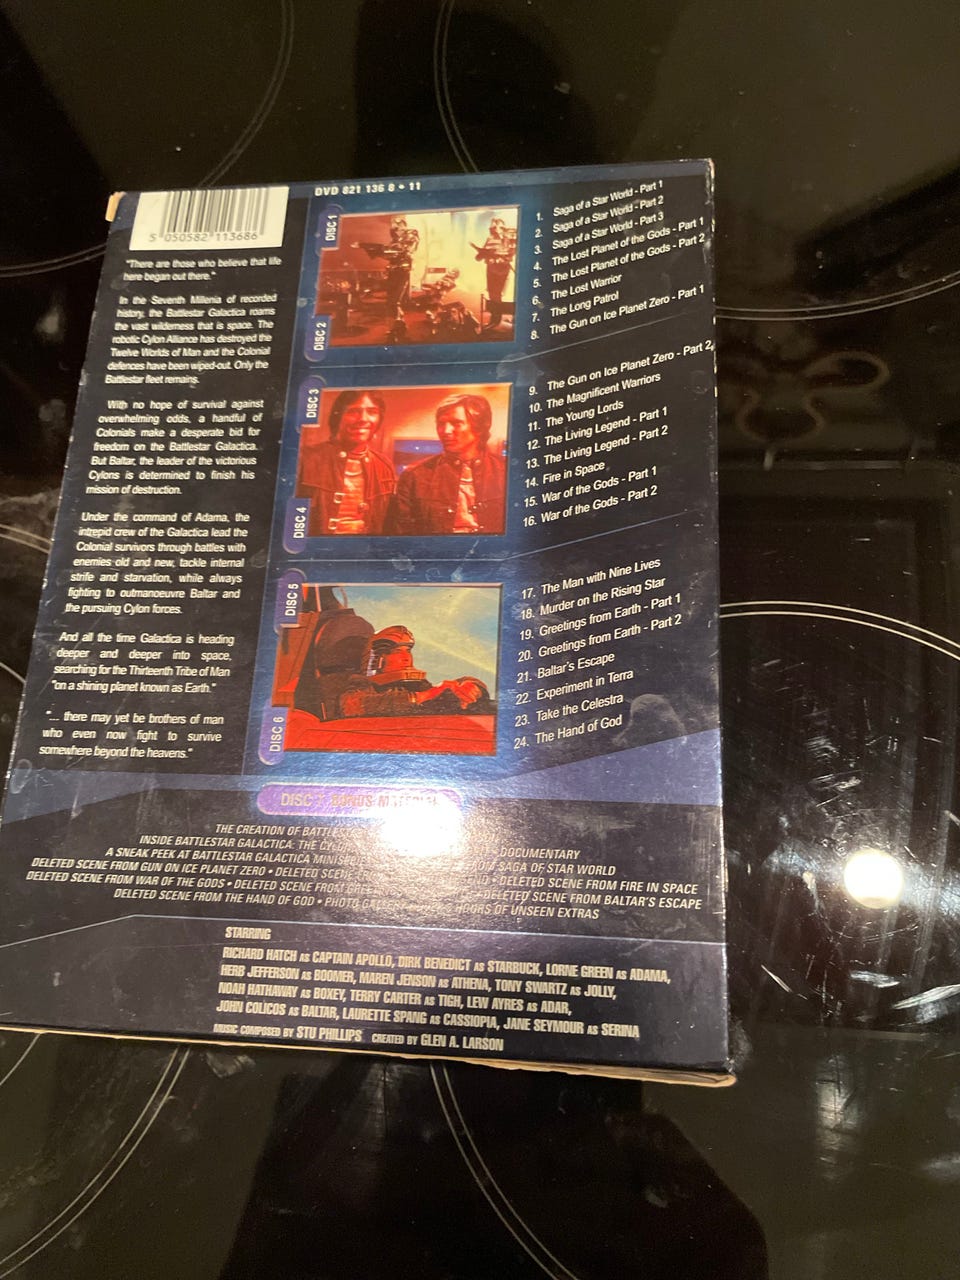 DVD 821 136 8 • 11
5 050582 113686
"There are those who believe that life
here began out there."
In the Seventh Millenia of recorded
history, the Battlestar Galactica roams
the vast wilderness that is space. The
robotic Cylon Alliance has destroyed the
Twelve Worlds of Man and the Colonial
defences have been wiped-out. Only the
Battlestar fleet remains.
With no hope of survival against
overwhelming odds, a handful of
Colonials make a desperate bid for
freedom on the Battlestar Galactica.
But Baltar, the leader of the victorious
Cylons is determined to finish his
mission of destruction.
Under the command of Adama, the
intrepid crew of the Galactica lead the
Colonial survivors through battles with
enemies old and new, tackle internal
strife and starvation, while always
fighting to outmanoeuvre Baltar and
the pursuing Cylon forces.
And all the time Galactica is heading
deeper and deeper into space,
searching for the Thirteenth Tribe of Man
"on a shining planet known as Earth."
"... there may yet be brothers of man
who even now fight to survive
somewhere beyond the heavens."
DISC 1
DISC 2
1. Saga of a Star World - Part 1
2. Saga of a Star World - Part 2
3. Saga of a Star World - Part 3
4. The Lost Planet of the Gods - Part 1
5. The Lost Planet of the Gods - Part 2
6. The Lost Warrior
7. The Long Patrol
8. The Gun on Ice Planet Zero - Part 1
DISC 3
DISC 4
9. The Gun on Ice Planet Zero - Part 2
10. The Magnificent Warriors
11. The Young Lords
12. The Living Legend - Part 1
13. The Living Legend - Part 2
14. Fire in Space
15. War of the Gods - Part 1
16. War of the Gods - Part 2
DISC 5
DISC 6
17. The Man with Nine Lives
18. Murder on the Rising Star
19. Greetings from Earth - Part 1
20. Greetings from Earth - Part 2
21. Baltar's Escape
22. Experiment in Terra
23. Take the Celestra
24. The Hand of God
DISC BONUS MATERIAL
THE CREATION OF
INSIDE BATTLESTAR GALACTICA: THE DOCUMENTARY
A SNEAK PEEK AT BATTLESTAR GALACTICA SAGA OF STAR WORLD
DELETED SCENE FROM GUN ON ICE PLANET ZERO • DELETED SCENE • DELETED SCENE FROM FIRE IN SPACE
DELETED SCENE FROM WAR OF THE GODS • DELETED SCENE FROM DELETED SCENE FROM BALTAR'S ESCAPE
DELETED SCENE FROM THE HAND OF GOD • PHOTO HOURS OF UNSEEN EXTRAS
STARRING
RICHARD HATCH AS CAPTAIN APOLLO, DIRK BENEDICT AS STARBUCK, LORNE GREEN AS ADAMA,
HERB JEFFERSON AS BOOMER, MAREN JENSON AS ATHENA, TONY SWARTZ AS JOLLY,
NOAH HATHAWAY AS BOXEY, TERRY CARTER AS TIGH, LEW AYRES AS ADAR,
JOHN COLICOS AS BALTAR, LAURETTE SPANG AS CASSIOPIA, JANE SEYMOUR AS SERINA
MUSIC COMPOSED BY STU PHILLIPS CREATED BY GLEN A. LARSON